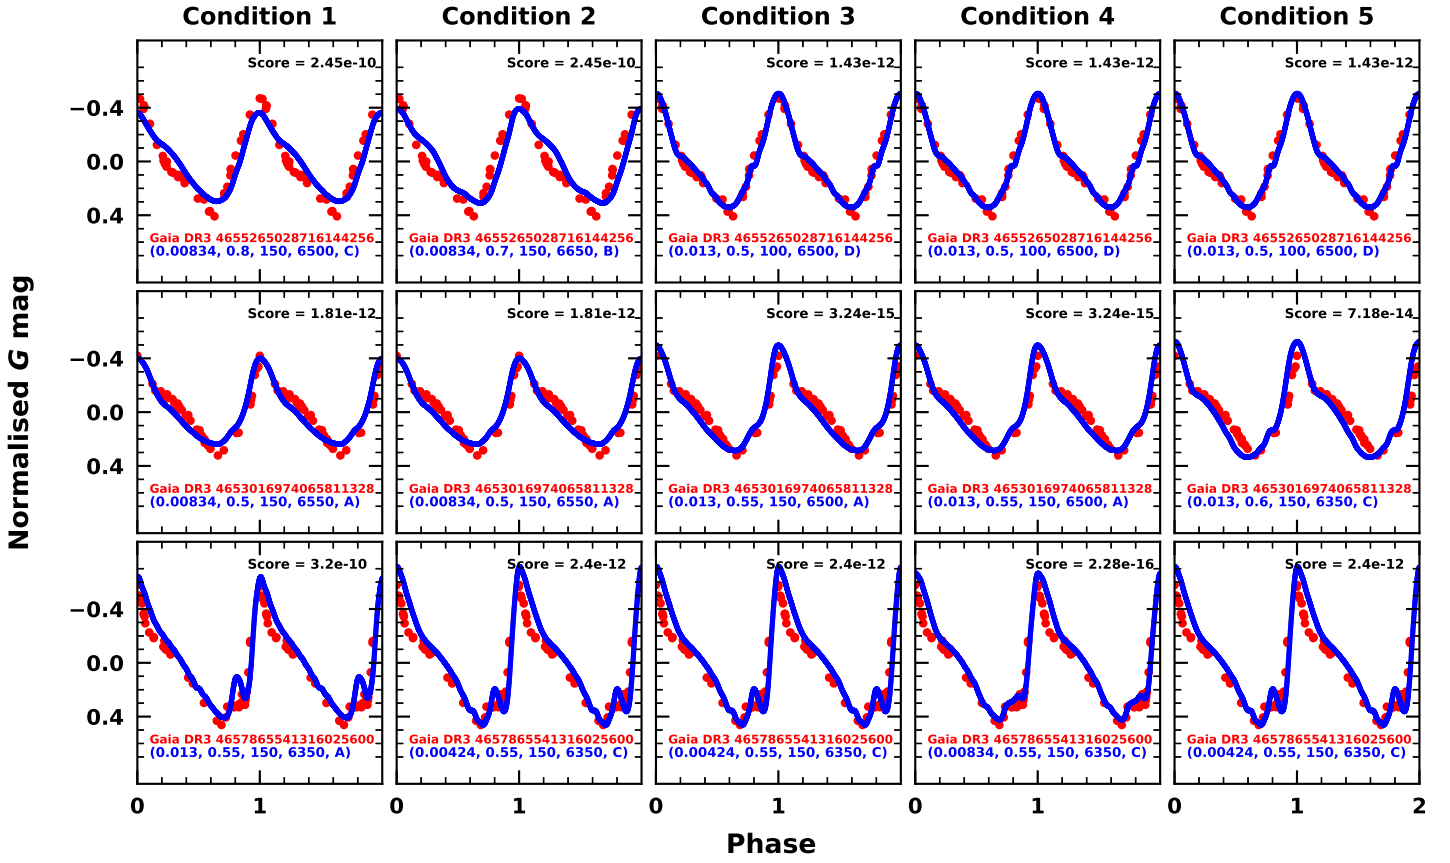 Condition 1 Condition 2 Condition 3 Condition 4 Condition 5
Score = 2.45e-10 Score = 2.45e-10 Score = 1.43e-12 Score = 1.43e-12 Score = 1.43e-12
−0.4
0.0
0.4
Gaia DR3 4655265028716144256 Gaia DR3 4655265028716144256 Gaia DR3 4655265028716144256 Gaia DR3 4655265028716144256 Gaia DR3 4655265028716144256
(0.00834, 0.8, 150, 6500, C) (0.00834, 0.7, 150, 6650, B) (0.013, 0.5, 100, 6500, D) (0.013, 0.5, 100, 6500, D) (0.013, 0.5, 100, 6500, D)
Normalised G mag
Score = 1.81e-12 Score = 1.81e-12 Score = 3.24e-15 Score = 3.24e-15 Score = 7.18e-14
−0.4
0.0
0.4
Gaia DR3 4653016974065811328 Gaia DR3 4653016974065811328 Gaia DR3 4653016974065811328 Gaia DR3 4653016974065811328 Gaia DR3 4653016974065811328
(0.00834, 0.5, 150, 6550, A) (0.00834, 0.5, 150, 6550, A) (0.013, 0.55, 150, 6500, A) (0.013, 0.55, 150, 6500, A) (0.013, 0.6, 150, 6350, C)
Score = 3.2e-10 Score = 2.4e-12 Score = 2.4e-12 Score = 2.28e-16 Score = 2.4e-12
−0.4
0.0
0.4
Gaia DR3 4657865541316025600 Gaia DR3 4657865541316025600 Gaia DR3 4657865541316025600 Gaia DR3 4657865541316025600 Gaia DR3 4657865541316025600
(0.013, 0.55, 150, 6350, A) (0.00424, 0.55, 150, 6350, C) (0.00424, 0.55, 150, 6350, C) (0.00834, 0.55, 150, 6350, C) (0.00424, 0.55, 150, 6350, C)
0 1 0 1 0 1 0 1 0 1 2
Phase